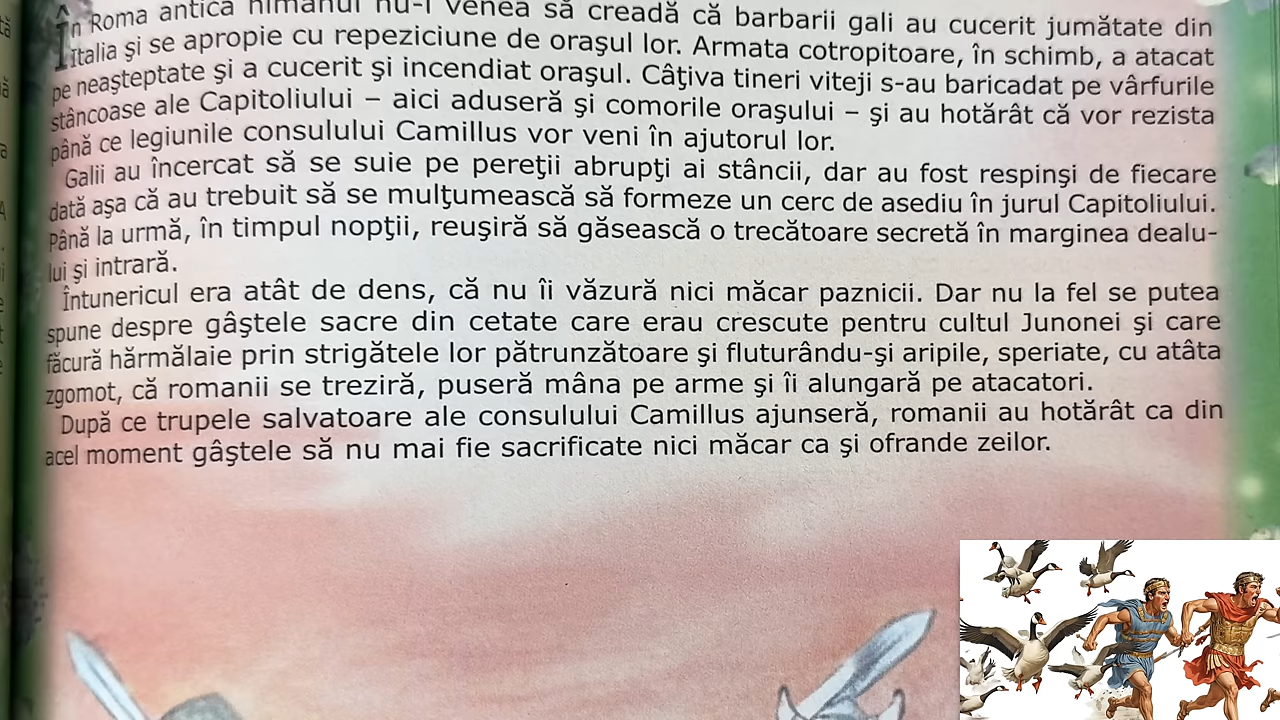 În Roma antică nimănui nu-i venea să creadă că barbarii gali au cucerit jumătate din
Italia şi se apropie cu repeziciune de oraşul lor. Armata cotropitoare, în schimb, a atacat
pe neaşteptate şi a cucerit şi incendiat oraşul. Câţiva tineri viteji s-au baricadat pe vârfurile
stâncoase ale Capitoliului – aici aduseră şi comorile oraşului – şi au hotărât că vor rezista
până ce legiunile consulului Camillus vor veni în ajutorul lor.
Galii au încercat să se suie pe pereţii abrupţi ai stâncii, dar au fost respinşi de fiecare
dată aşa că au trebuit să se mulţumească să formeze un cerc de asediu în jurul Capitoliului.
Până la urmă, în timpul nopţii, reuşiră să găsească o trecătoare secretă în marginea dealu-
lui şi intrară.
Întunericul era atât de dens, că nu îi văzură nici măcar paznicii. Dar nu la fel se putea
spune despre gâştele sacre din cetate care erau crescute pentru cultul Junonei şi care
făcură hărmălaie prin strigătele lor pătrunzătoare şi fluturându-şi aripile, speriate, cu atâta
zgomot, că romanii se treziră, puseră mâna pe arme şi îi alungară pe atacatori.
După ce trupele salvatoare ale consulului Camillus ajunseră, romanii au hotărât ca din
acel moment gâştele să nu mai fie sacrificate nici măcar ca şi ofrande zeilor.